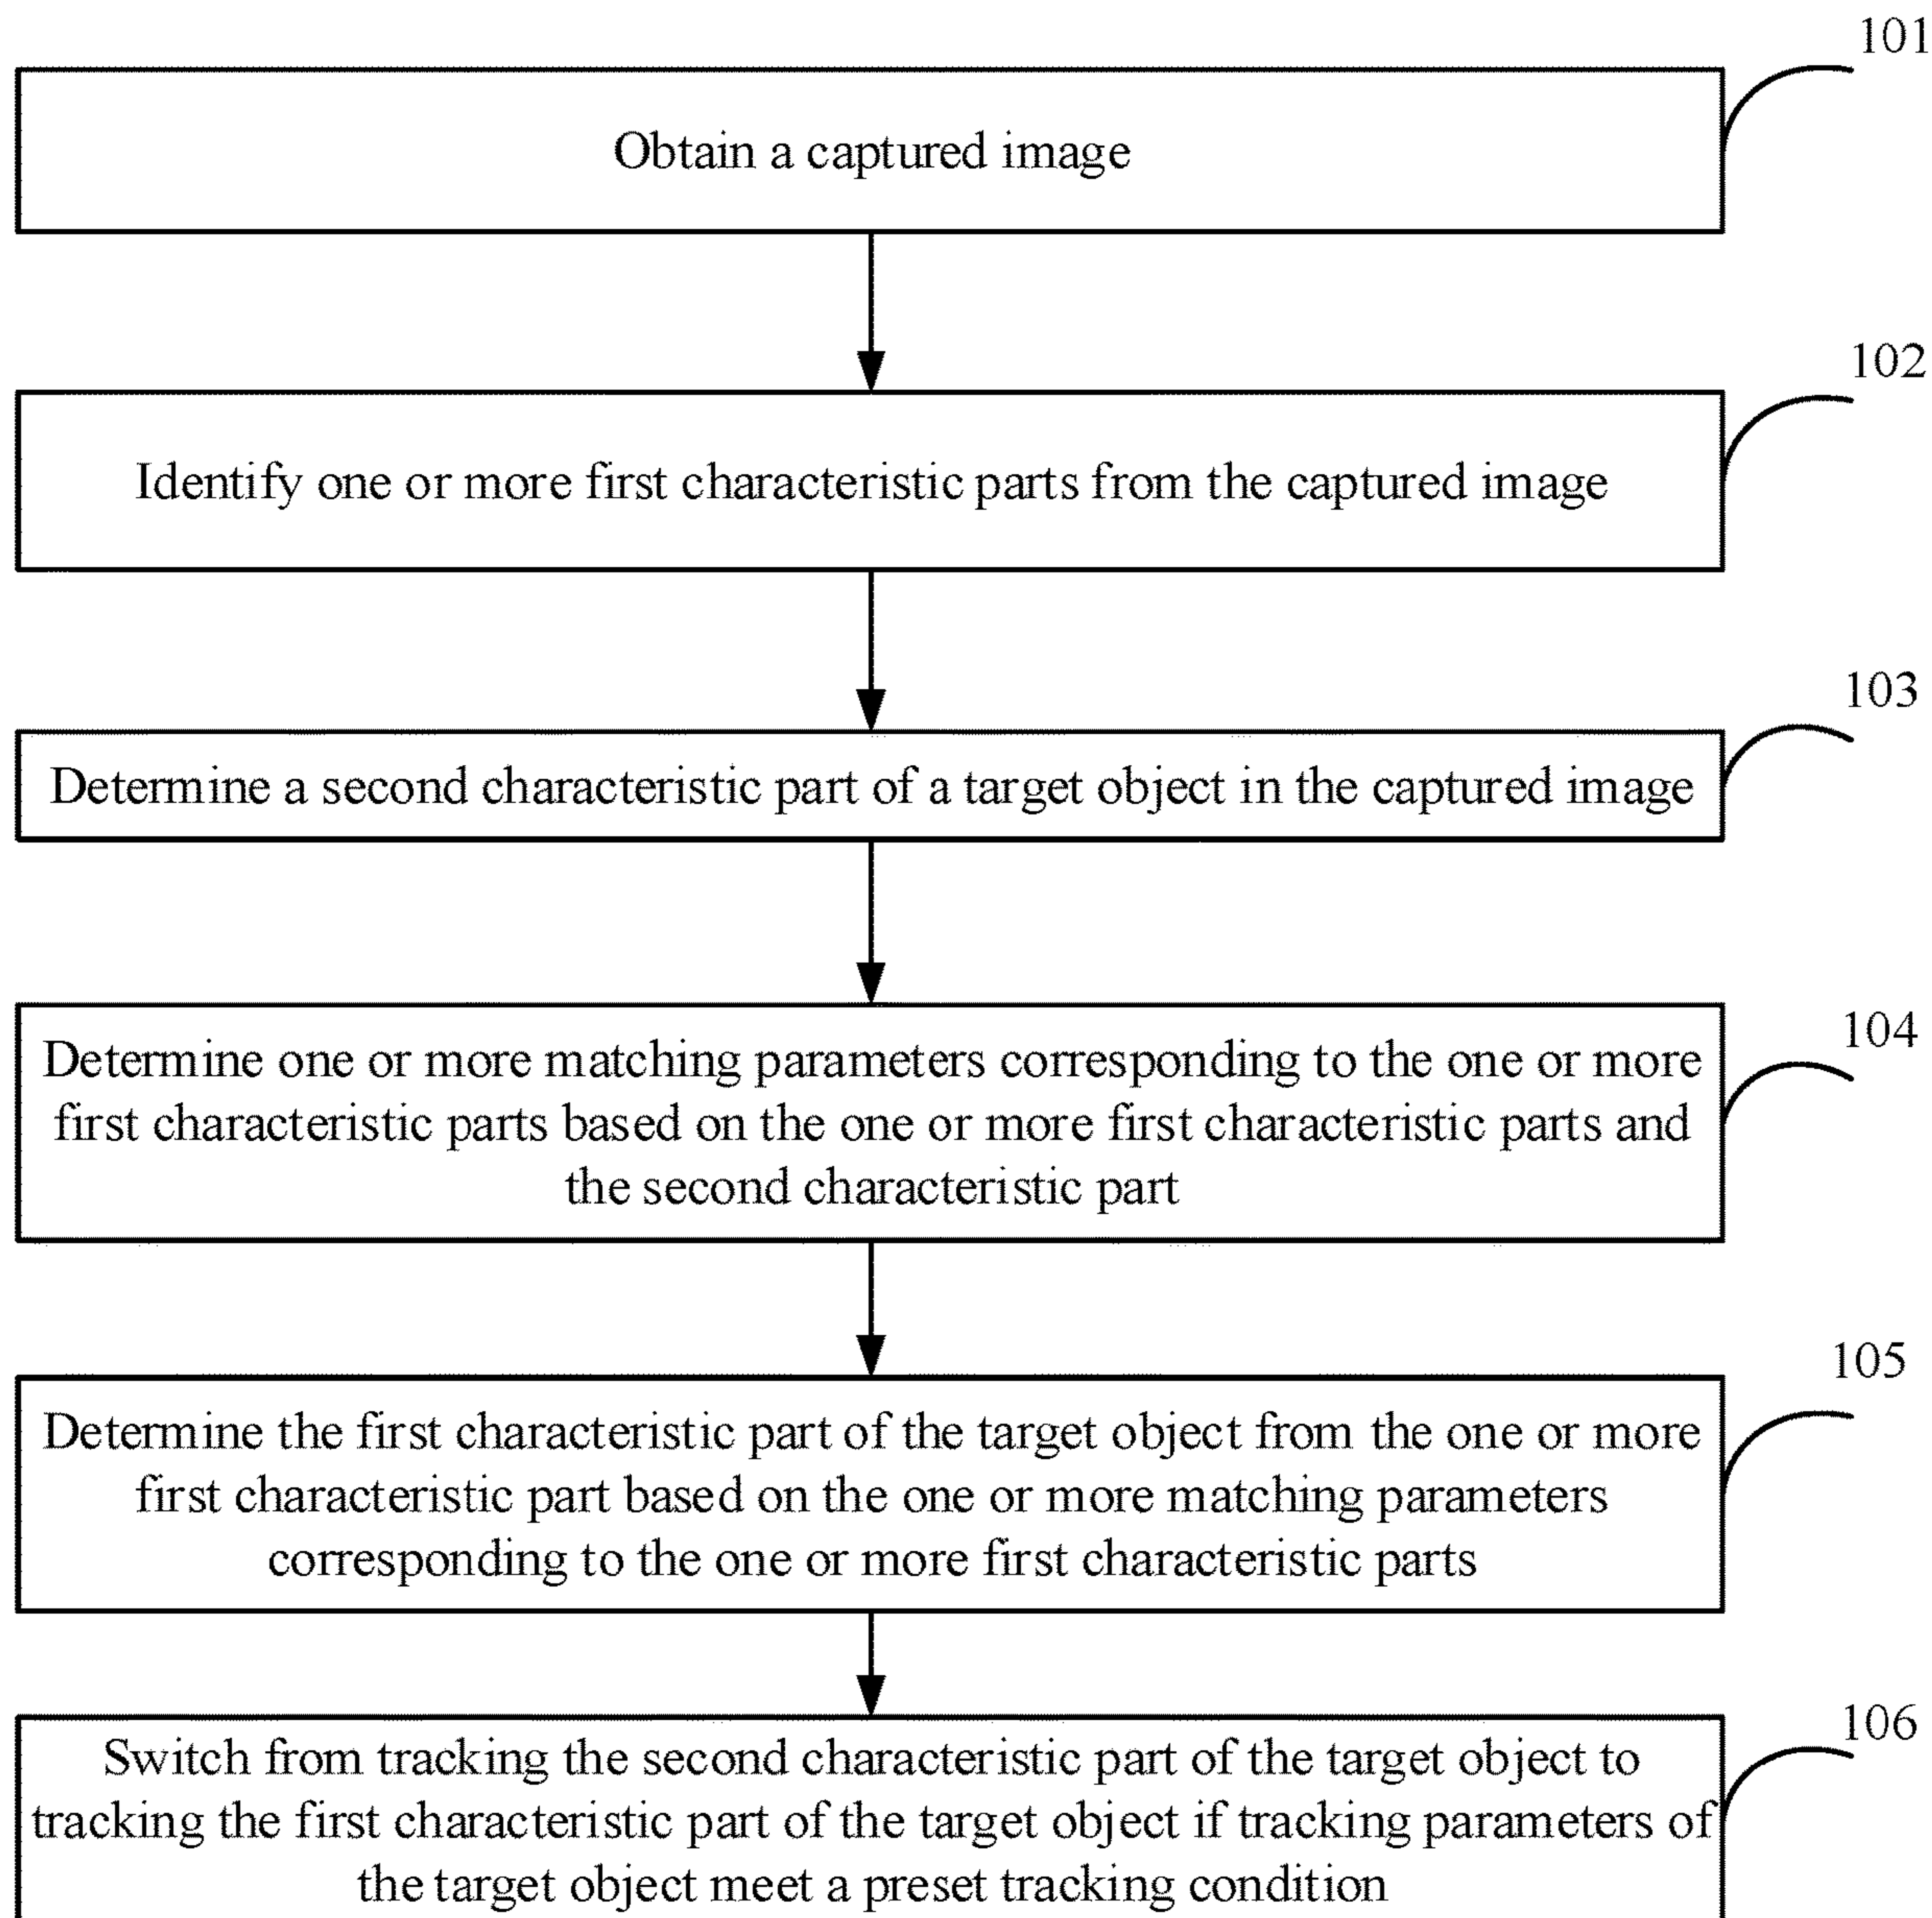 101
Obtain a captured image
102
Identify one or more first characteristic parts from the captured image
103
Determine a second characteristic part of a target object in the captured image
104
Determine one or more matching parameters corresponding to the one or more
first characteristic parts based on the one or more first characteristic parts and
the second characteristic part
105
Determine the first characteristic part of the target object from the one or more
first characteristic part based on the one or more matching parameters
corresponding to the one or more first characteristic parts
106
Switch from tracking the second characteristic part of the target object to
tracking the first characteristic part of the target object if tracking parameters of
the target object meet a preset tracking condition